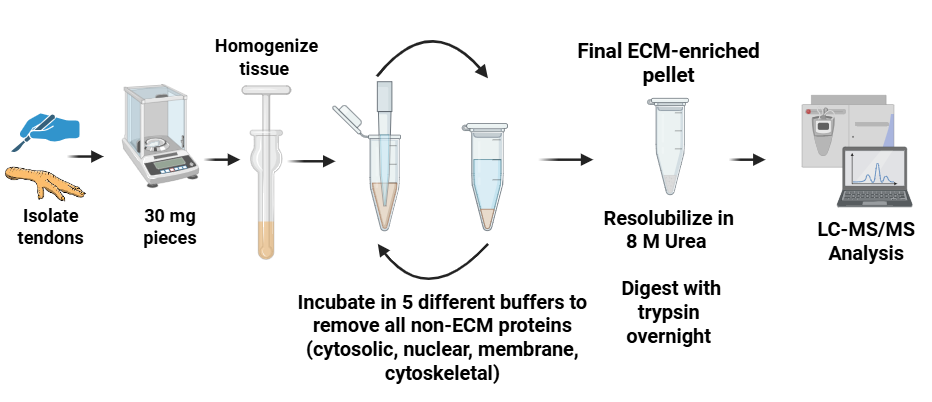 Isolate
tendons
30 mg
pieces
Homogenize
tissue
Incubate in 5 different buffers to
remove all non-ECM proteins
(cytosolic, nuclear, membrane,
cytoskeletal)
Final ECM-enriched
pellet
Resolubilize in
8 M Urea
Digest with
trypsin
overnight
LC-MS/MS
Analysis